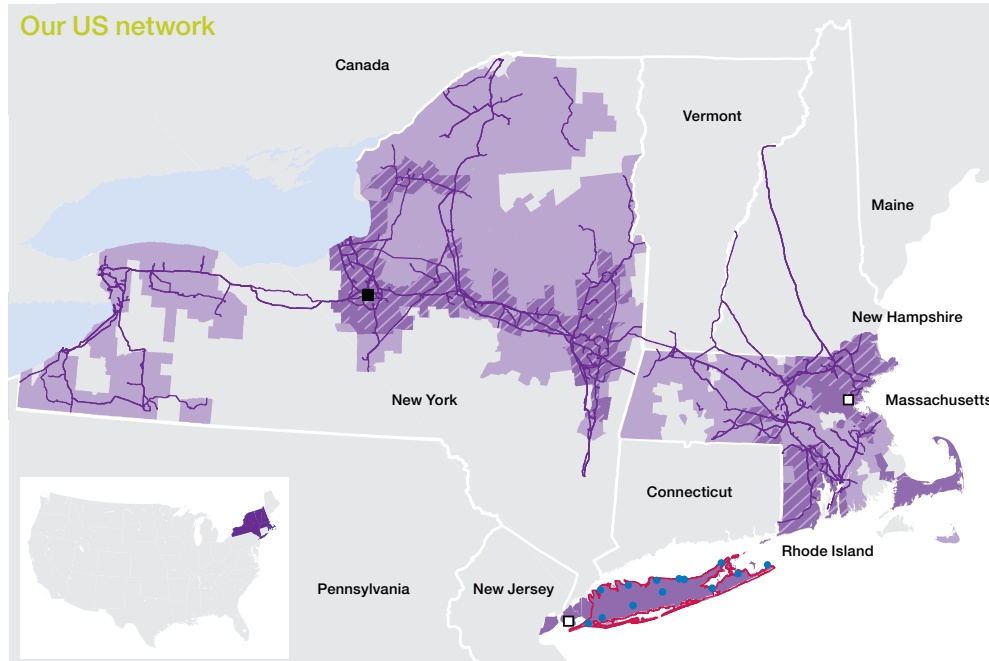 Our US network
Canada
Vermont
Maine
New Hampshire
New York
Massachusetts
Connecticut
Rhode Island
Pennsylvania
New Jersey